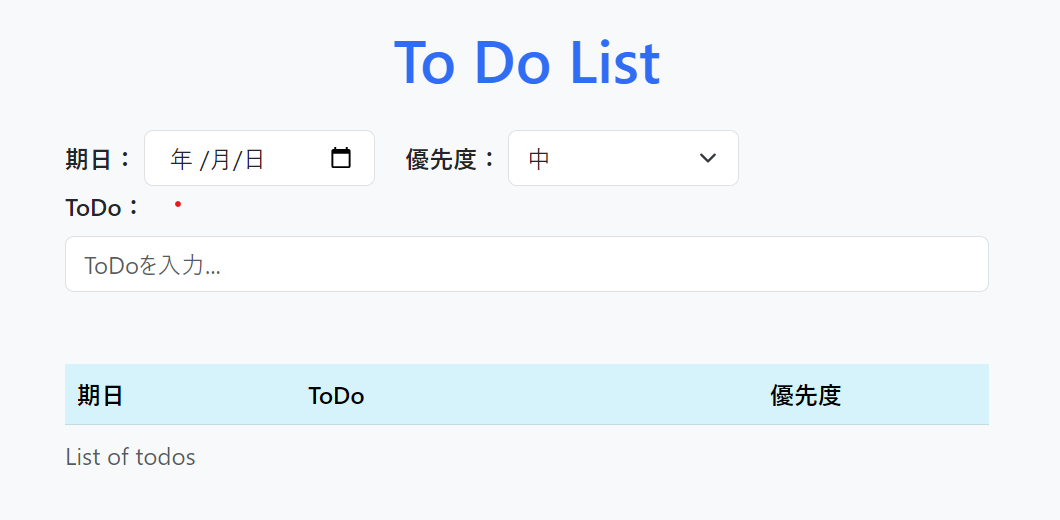 To Do List
期日： 年 /月/日 優先度： 中
ToDo：
ToDoを入力...
期日 ToDo 優先度
List of todos